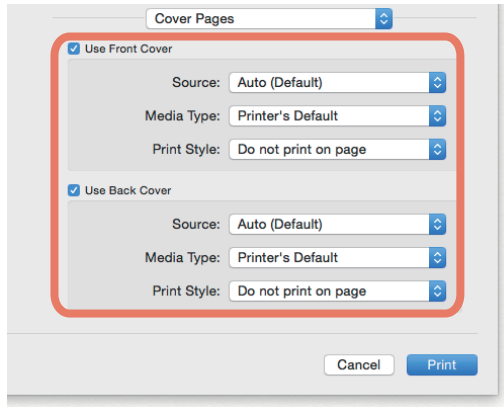 Cover Pages
Use Front Cover
Source: Auto (Default)
Media Type: Printer's Default
Print Style: Do not print on page
Use Back Cover
Source: Auto (Default)
Media Type: Printer's Default
Print Style: Do not print on page
Cancel Print